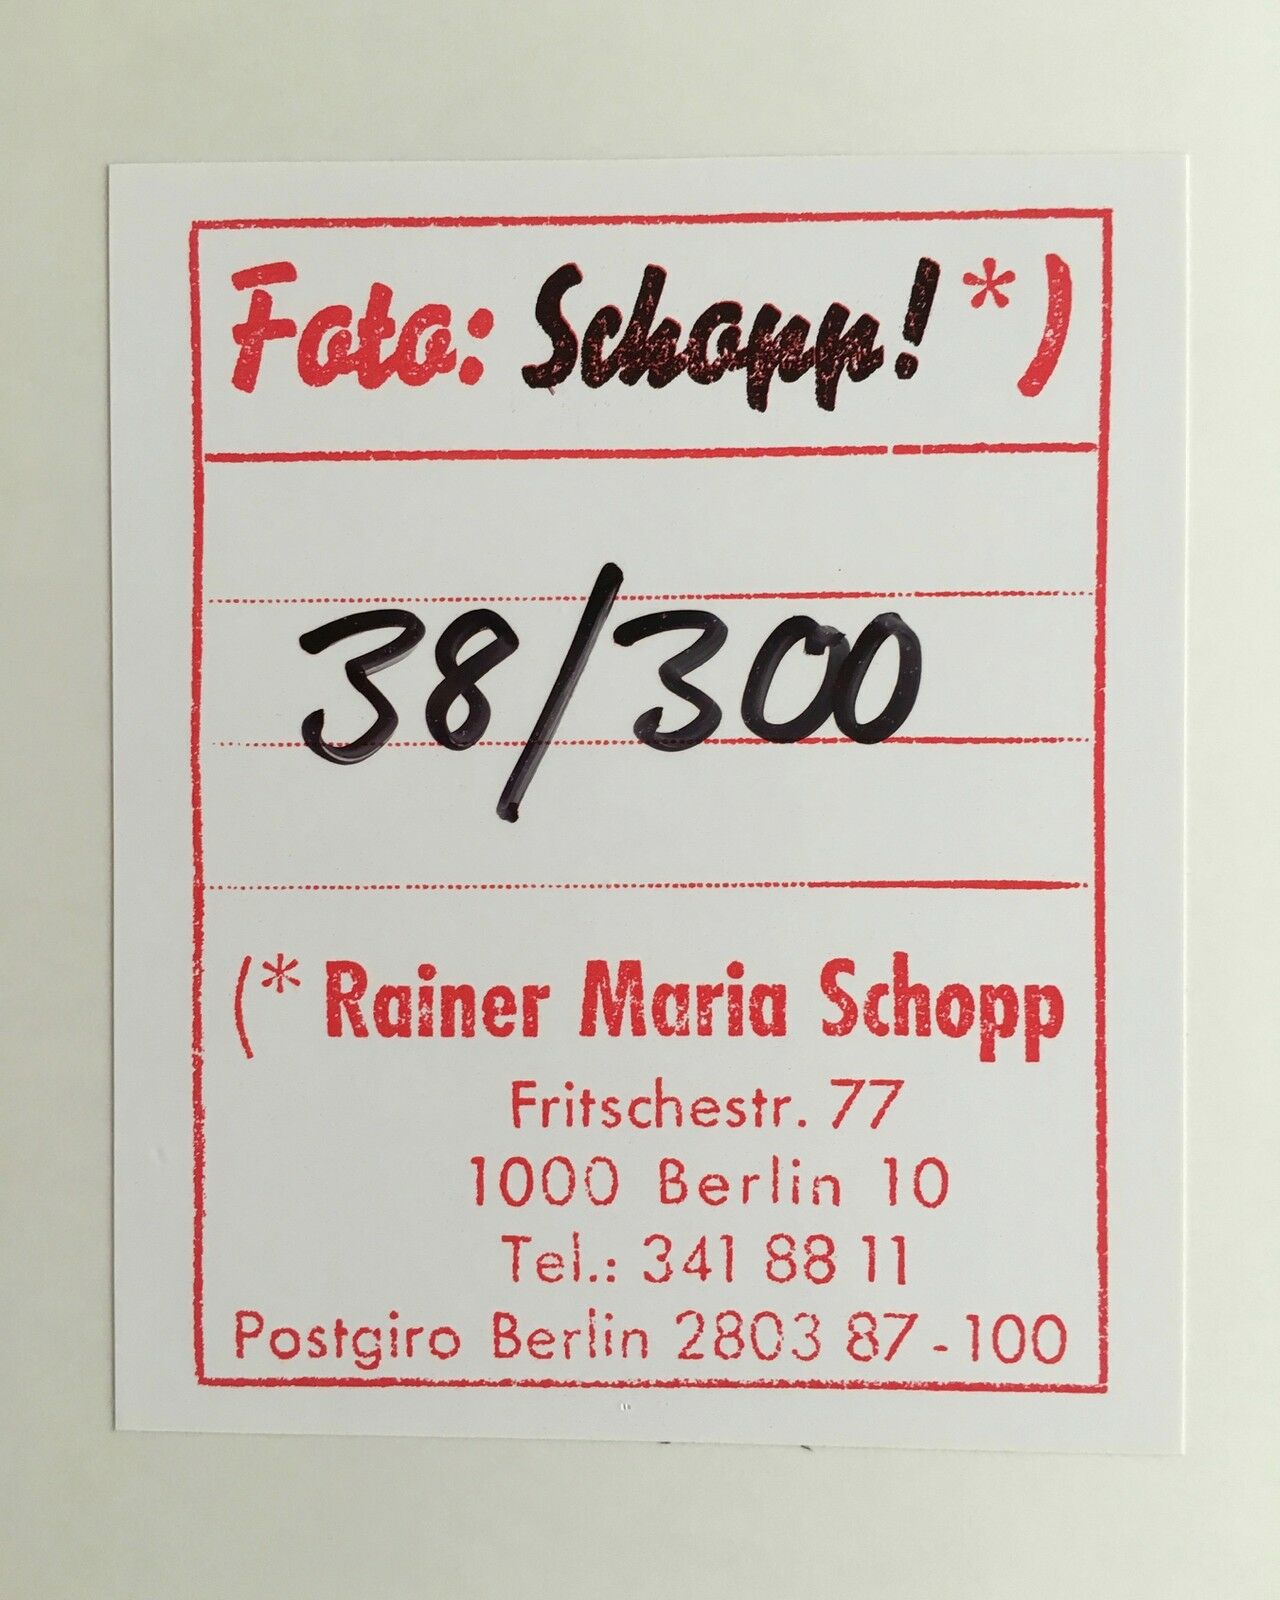 Foto: Schopp! *)
38/300
(* Rainer Maria Schopp
Fritschestr. 77
1000 Berlin 10
Tel.: 341 88 11
Postgiro Berlin 2803 87-100